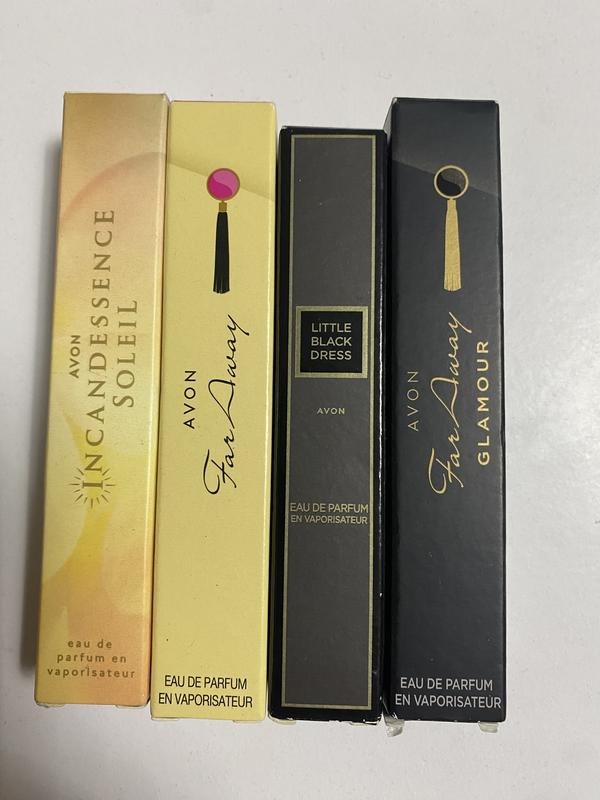 AVON
INCANDESSENCE
SOLEIL
eau de
parfum en
vaporisateur
AVON
Far Away
EAU DE PARFUM
EN VAPORISATEUR
LITTLE
BLACK
DRESS
AVON
EAU DE PARFUM
EN VAPORISATEUR
AVON
Far Away
GLAMOUR
EAU DE PARFUM
EN VAPORISATEUR